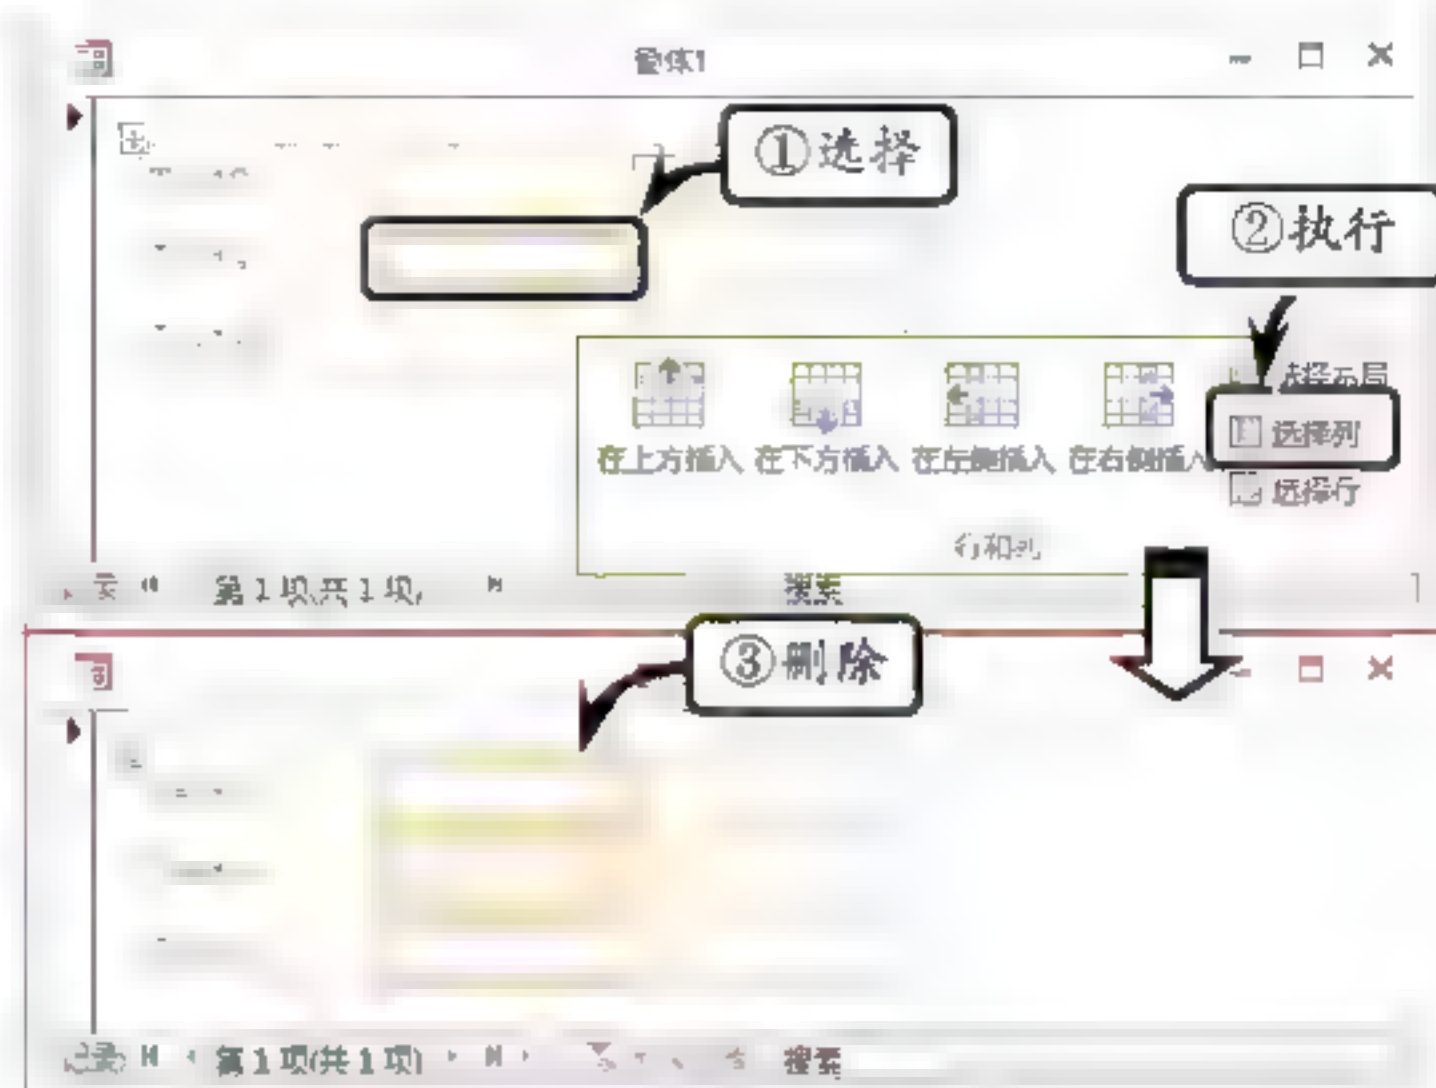 窗体1
①选择
②执行
选择布局
在上方插入 在下方插入 在左侧插入 在右侧插入
选择列
选择行
行和列
第 1 项共 1 项
搜索
③删除
记录 第 1 项(共 1 项)
搜索